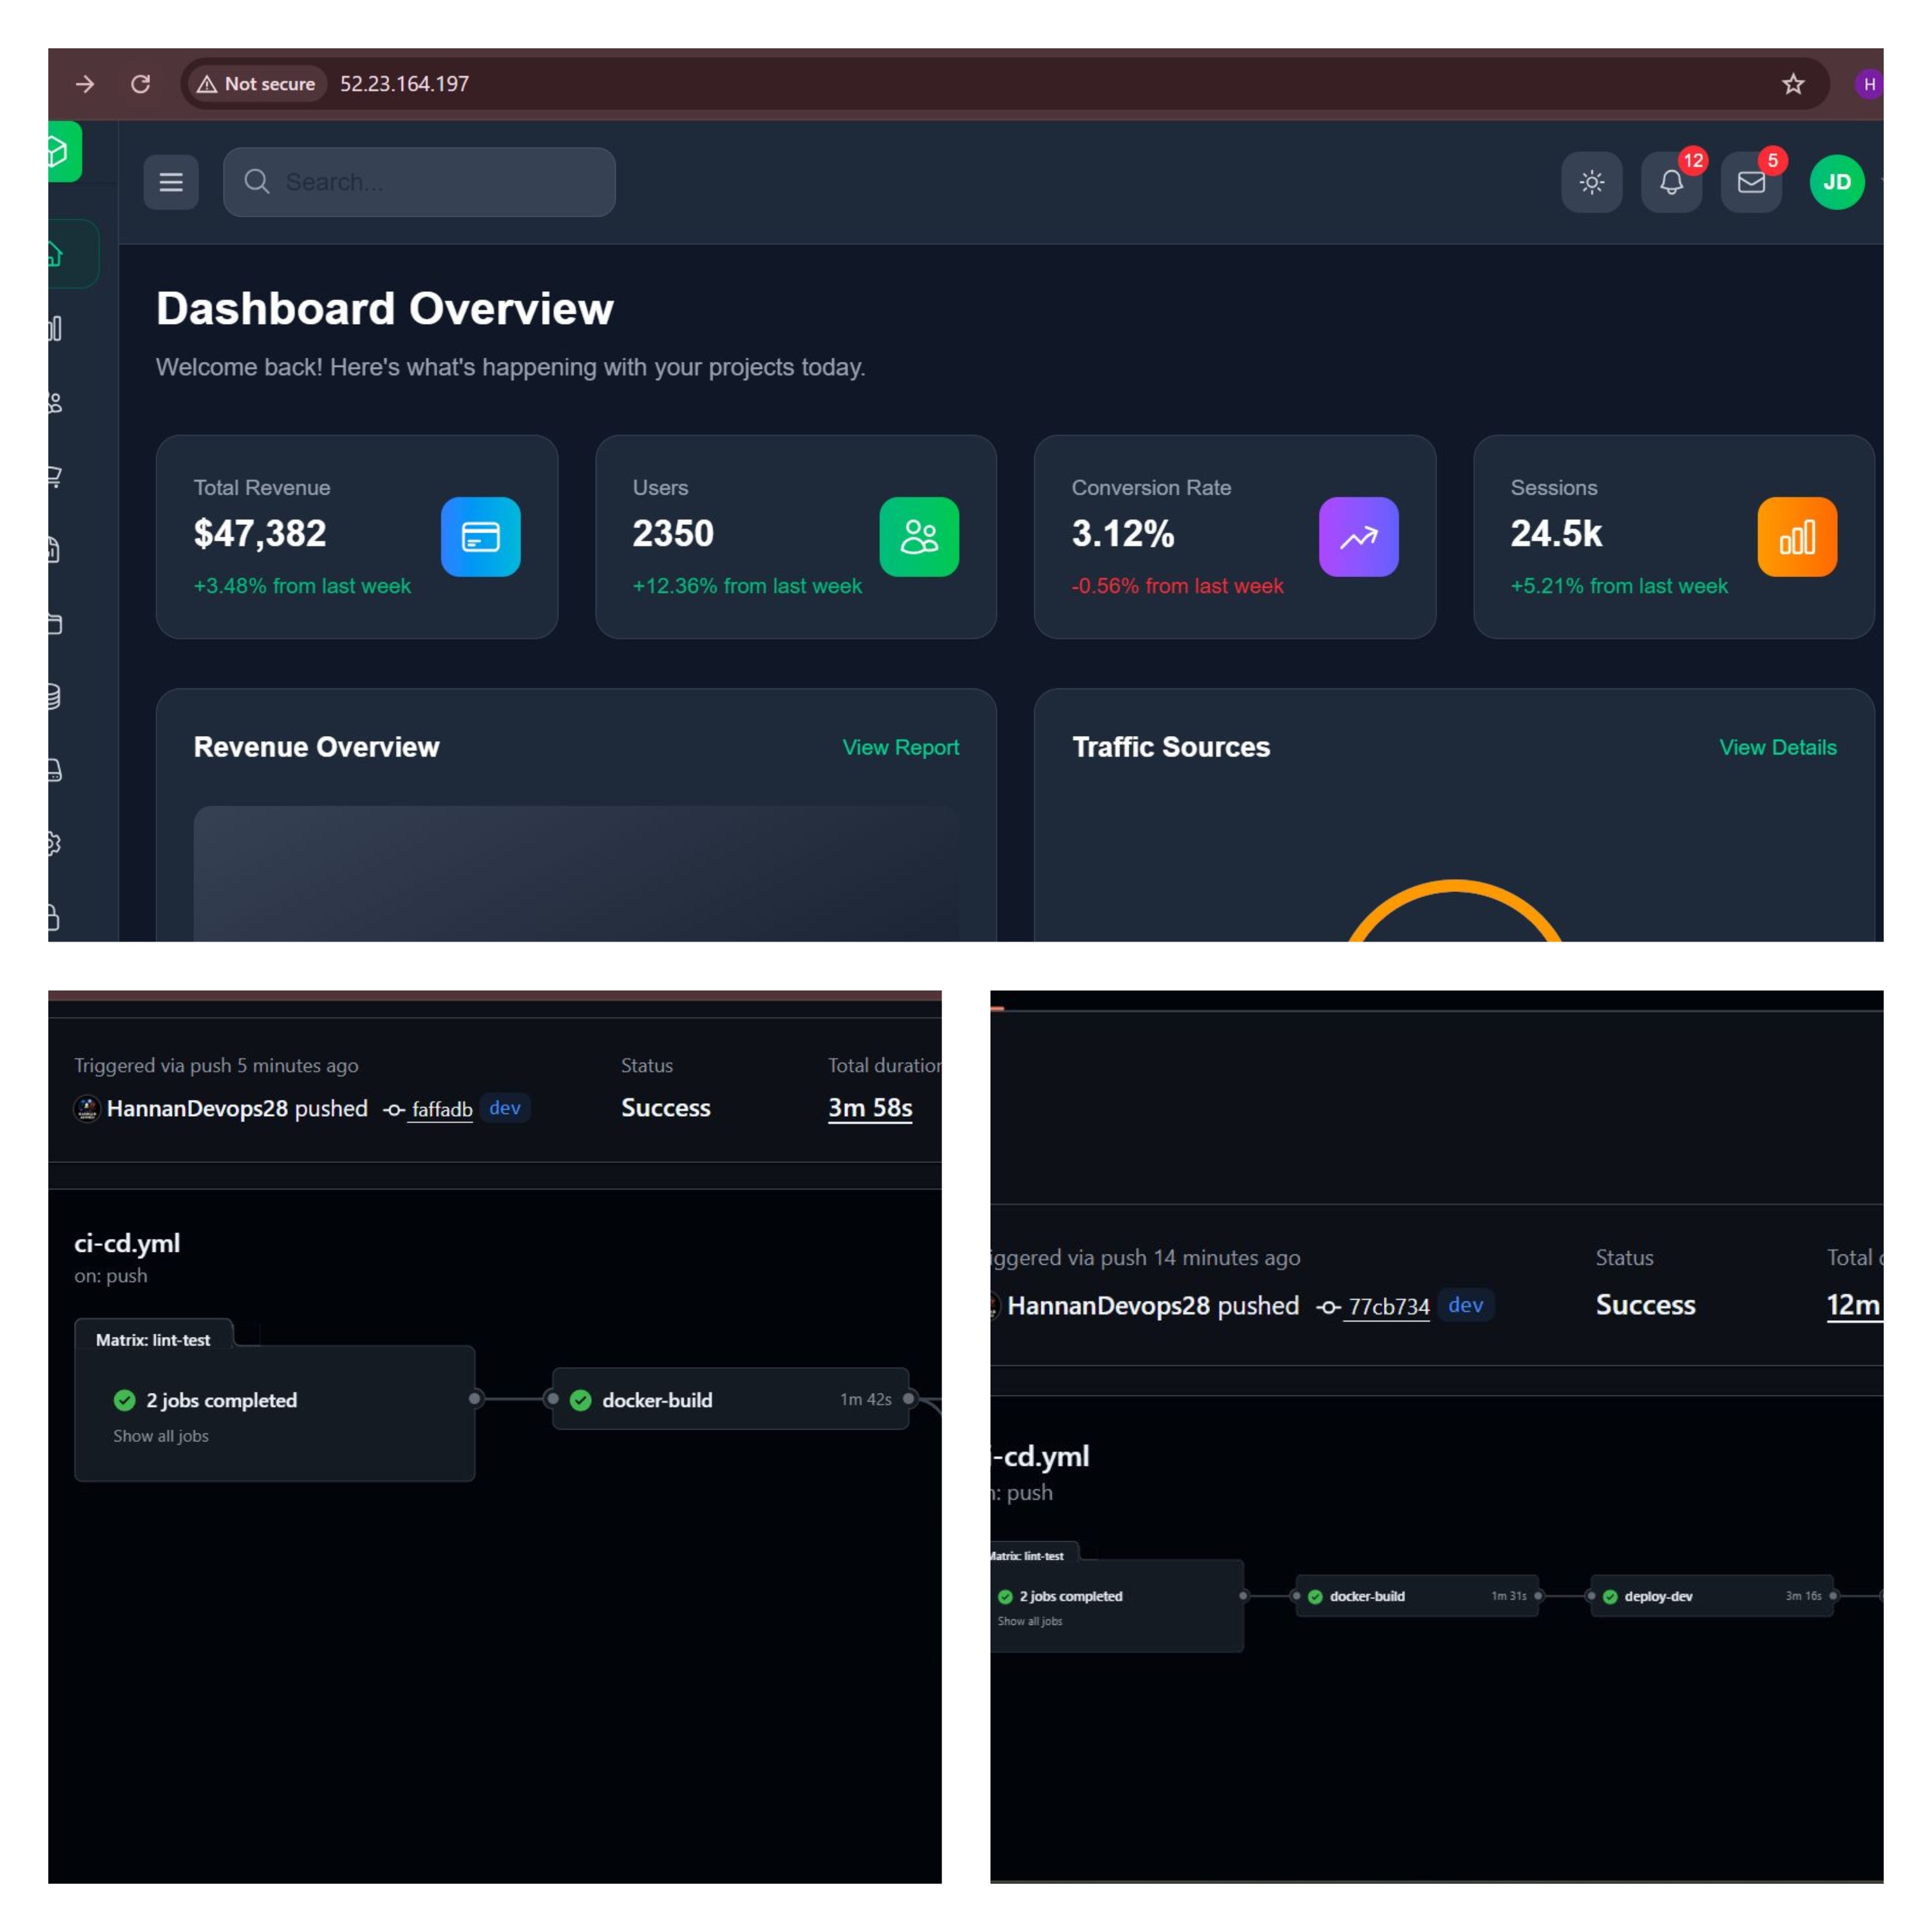 Not secure 52.23.164.197
H
Search...
12
5
JD
Dashboard Overview
Welcome back! Here's what's happening with your projects today.
Total Revenue
$47,382
+3.48% from last week
Users
2350
+12.36% from last week
Conversion Rate
3.12%
-0.56% from last week
Sessions
24.5k
+5.21% from last week
Revenue Overview
View Report
Traffic Sources
View Details
Triggered via push 5 minutes ago
HannanDevops28 pushed faffadb dev
Status
Success
Total duration
3m 58s
ci-cd.yml
on: push
Matrix: lint-test
2 jobs completed
Show all jobs
docker-build 1m 42s
iggered via push 14 minutes ago
HannanDevops28 pushed 77cb734 dev
Status
Success
Total
12m
i-cd.yml
n: push
Matrix: lint-test
2 jobs completed
Show all jobs
docker-build 1m 31s
deploy-dev 3m 16s